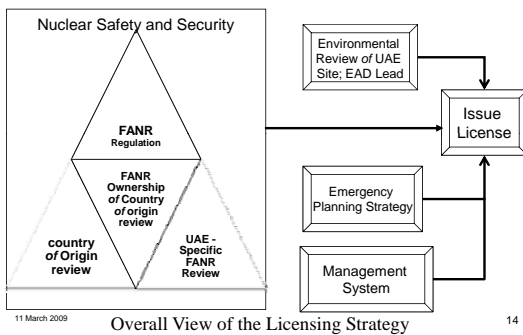 Nuclear Safety and Security
FANR
Regulation
FANR
Ownership
of Country
of origin
review
country
of Origin
review
UAE -
Specific
FANR
Review
Environmental
Review of UAE
Site; EAD Lead
Issue
License
Emergency
Planning Strategy
Management
System
11 March 2009
Overall View of the Licensing Strategy
14